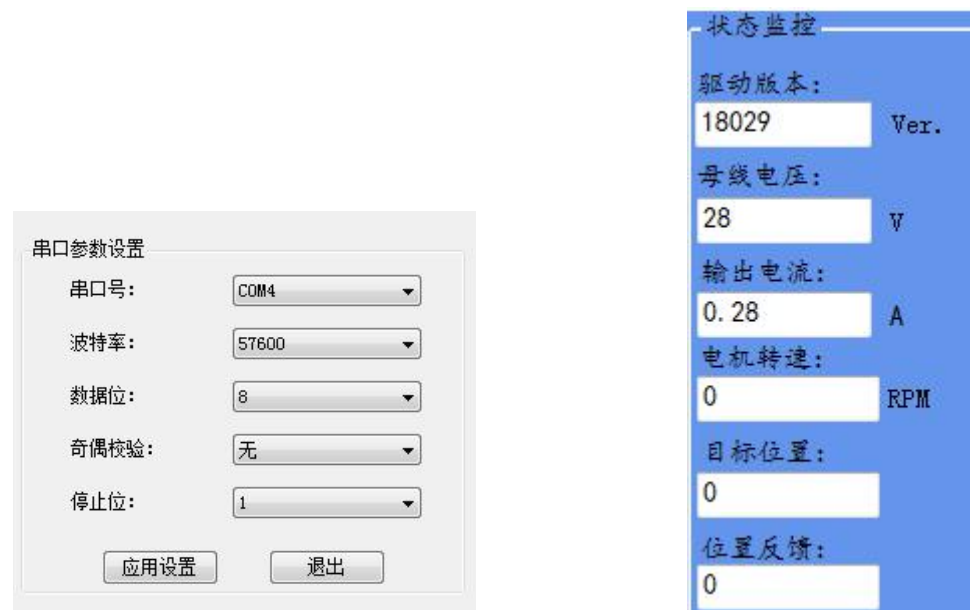 串口参数设置
串口号: COM4
波特率: 57600
数据位: 8
奇偶校验: 无
停止位: 1
应用设置 退出
状态监控
驱动版本:
18029 Ver.
母线电压:
28 V
输出电流:
0.28 A
电机转速:
0 RPM
目标位置:
0
位置反馈:
0